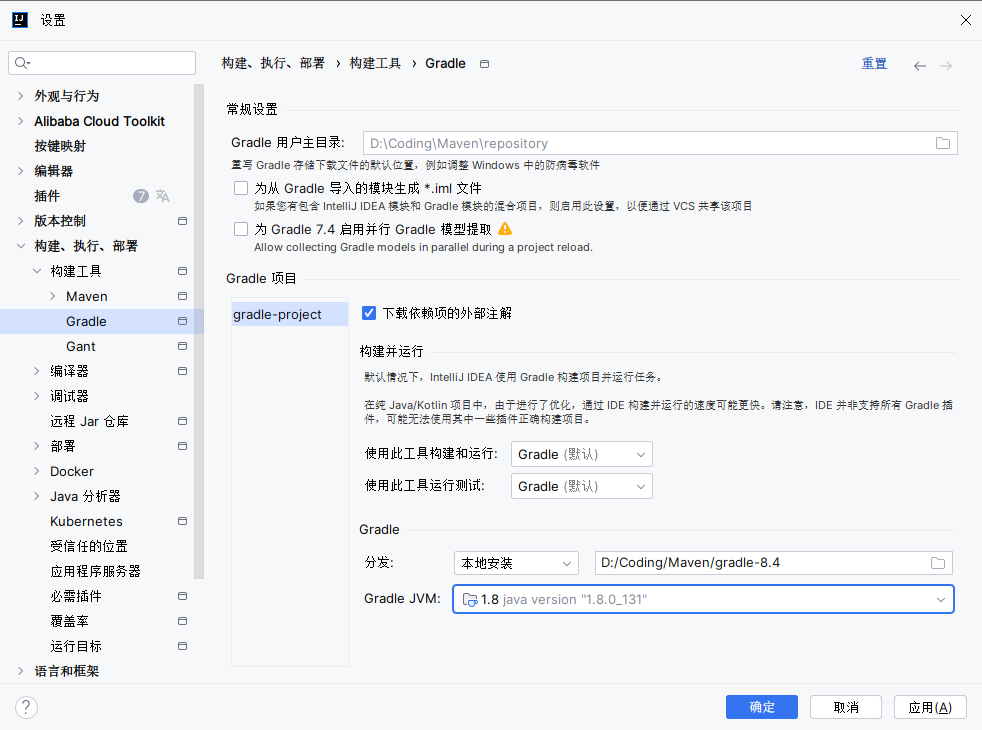 设置
构建、执行、部署 › 构建工具 › Gradle
重置
外观与行为
Alibaba Cloud Toolkit
按键映射
编辑器
插件 7
版本控制
构建、执行、部署
构建工具
Maven
Gradle
Gant
编译器
调试器
远程 Jar 仓库
部署
Docker
Java 分析器
Kubernetes
受信任的位置
应用程序服务器
必需插件
覆盖率
运行目标
语言和框架
常规设置
Gradle 用户主目录: D:\Coding\Maven\repository
重写 Gradle 存储下载文件的默认位置，例如调整 Windows 中的防病毒软件
为从 Gradle 导入的模块生成 *.iml 文件
如果您有包含 IntelliJ IDEA 模块和 Gradle 模块的混合项目，则启用此设置，以便通过 VCS 共享该项目
为 Gradle 7.4 启用并行 Gradle 模型提取
Allow collecting Gradle models in parallel during a project reload.
Gradle 项目
gradle-project
下载依赖项的外部注解
构建并运行
默认情况下，IntelliJ IDEA 使用 Gradle 构建项目并运行任务。
在纯 Java/Kotlin 项目中，由于进行了优化，通过 IDE 构建并运行的速度可能更快。请注意，IDE 并非支持所有 Gradle 插
件，可能无法使用其中一些插件正确构建项目。
使用此工具构建和运行: Gradle (默认)
使用此工具运行测试: Gradle (默认)
Gradle
分发: 本地安装 D:/Coding/Maven/gradle-8.4
Gradle JVM: 1.8 java version "1.8.0_131"
?
确定 取消 应用(A)